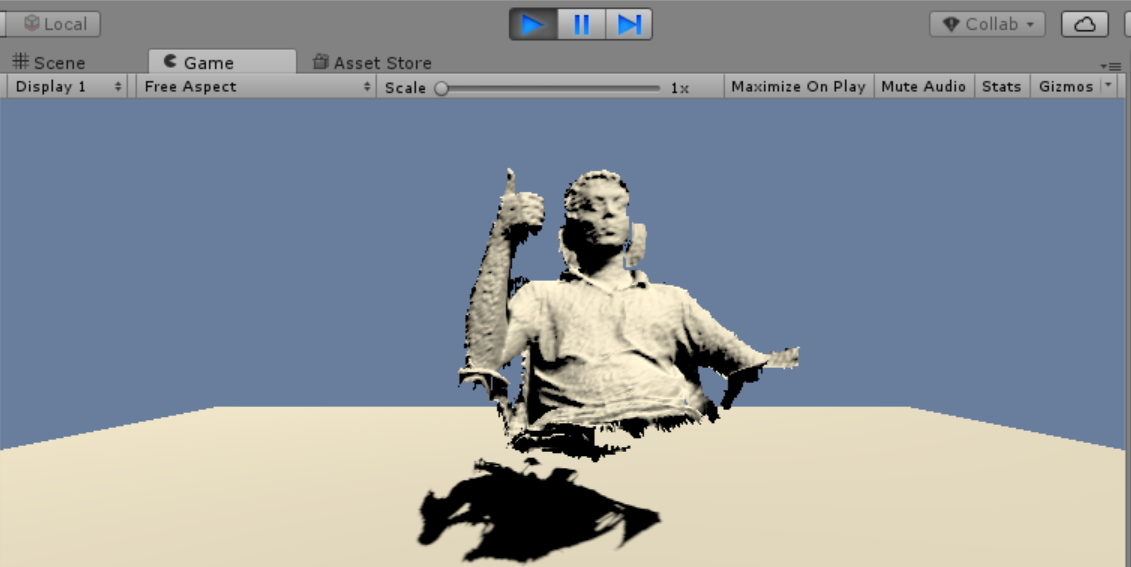 Local
Collab
Scene
Game
Asset Store
Display 1
Free Aspect
Scale
1x
Maximize On Play
Mute Audio
Stats
Gizmos